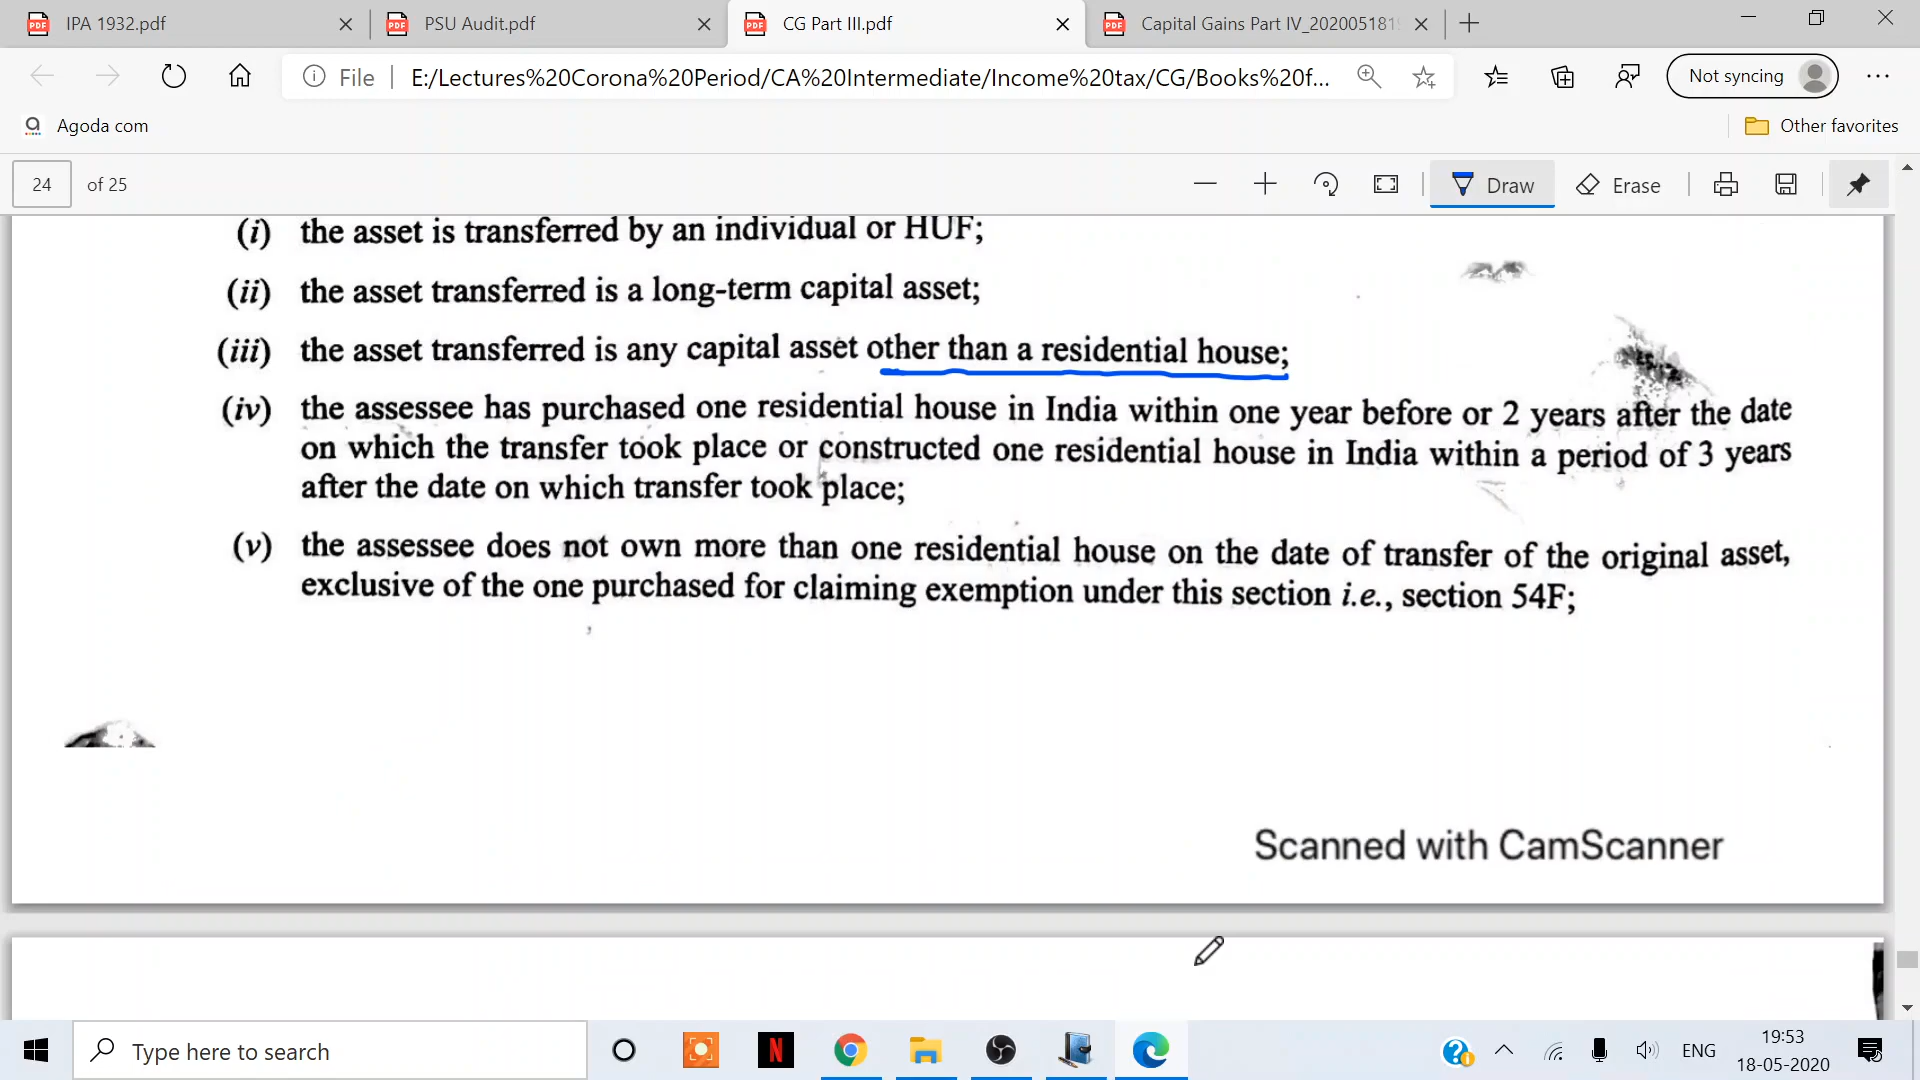 IPA 1932.pdf
PSU Audit.pdf
CG Part III.pdf
Capital Gains Part IV_202005181
File
E:/Lectures%20Corona%20Period/CA%20Intermediate/Income%20tax/CG/Books%20f...
Not syncing
Agoda com
Other favorites
24 of 25
Draw
Erase
(i) the asset is transferred by an individual or HUF;
(ii) the asset transferred is a long-term capital asset;
(iii) the asset transferred is any capital asset other than a residential house;
(iv) the assessee has purchased one residential house in India within one year before or 2 years after the date
on which the transfer took place or constructed one residential house in India within a period of 3 years
after the date on which transfer took place;
(v) the assessee does not own more than one residential house on the date of transfer of the original asset,
exclusive of the one purchased for claiming exemption under this section i.e., section 54F;
Scanned with CamScanner
Type here to search
ENG
19:53
18-05-2020